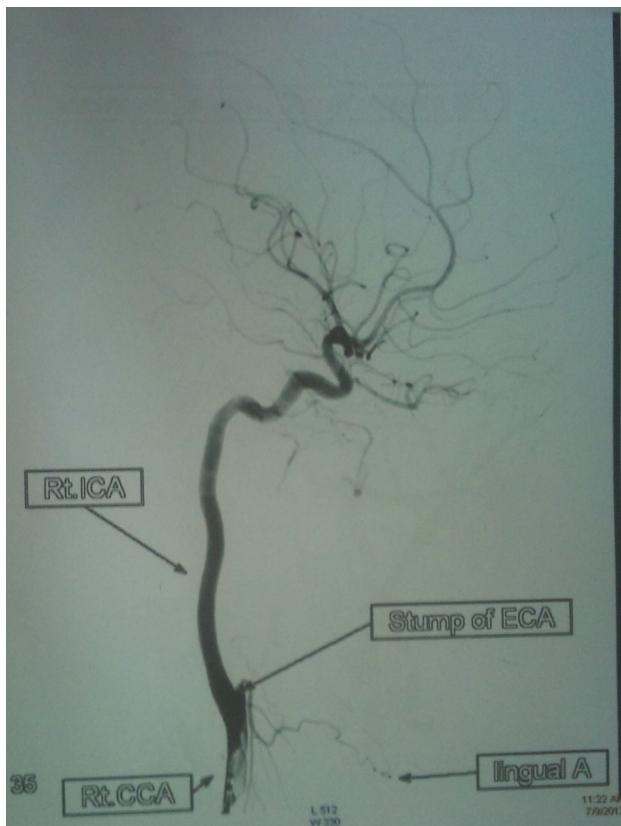 Rt.ICA
Stump of ECA
lingual A
35
Rt.CCA
L 512
W 330
11:22 A
7/9/201